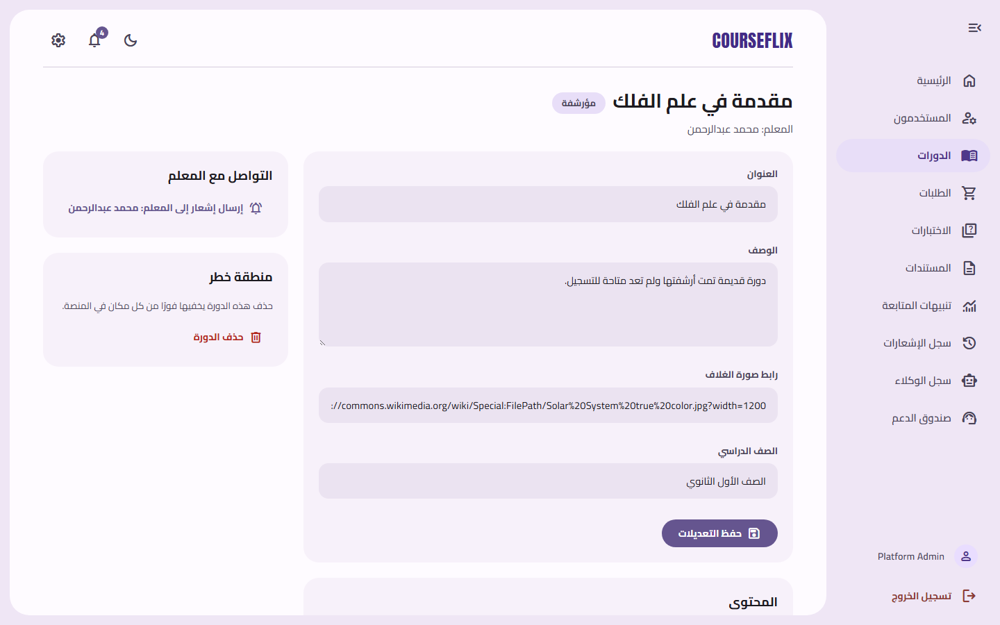 COURSEFLIX
4
الرئيسية
المستخدمون
الدورات
الطلبات
الاختبارات
المستندات
تنبيهات المتابعة
سجل الإشعارات
سجل الوكلاء
صندوق الدعم
Platform Admin
تسجيل الخروج
مقدمة في علم الفلك
مؤرشفة
المعلم: محمد عبدالرحمن
العنوان
مقدمة في علم الفلك
الوصف
دورة قديمة تمت أرشفتها ولم تعد متاحة للتسجيل.
رابط صورة الغلاف
://commons.wikimedia.org/wiki/Special:FilePath/Solar%20System%20true%20color.jpg?width=1200
الصف الدراسي
الصف الأول الثانوي
حفظ التعديلات
المحتوى
التواصل مع المعلم
إرسال إشعار إلى المعلم: محمد عبدالرحمن
منطقة خطر
حذف هذه الدورة يخفيها فورًا من كل مكان في المنصة.
حذف الدورة